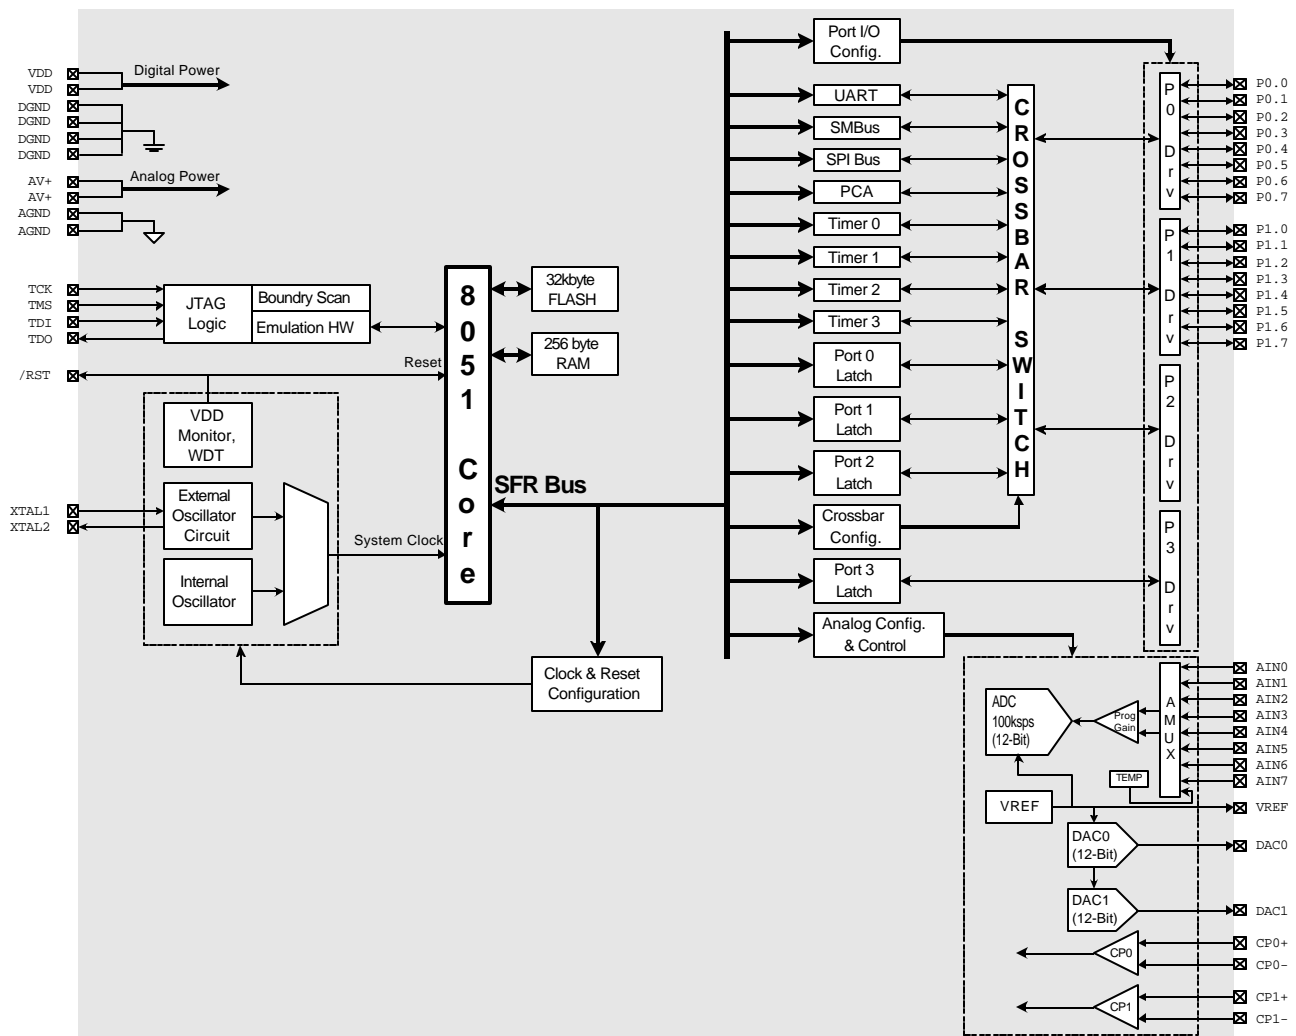 VDD
VDD
DGND
DGND
DGND
DGND
Digital Power
AV+
AV+
AGND
AGND
Analog Power
TCK
TMS
TDI
TDO
JTAG
Logic
Boundry Scan
Emulation HW
/RST
Reset
VDD
Monitor,
WDT
XTAL1
XTAL2
External
Oscillator
Circuit
Internal
Oscillator
System Clock
8051 Core
32kbyte
FLASH
256 byte
RAM
SFR Bus
Clock & Reset
Configuration
Port I/O
Config.
UART
SMBus
SPI Bus
PCA
Timer 0
Timer 1
Timer 2
Timer 3
Port 0
Latch
Port 1
Latch
Port 2
Latch
Crossbar
Config.
Port 3
Latch
Analog Config.
& Control
CROSSBAR SWITCH
P0 Drv
P1 Drv
P2 Drv
P3 Drv
P0.0
P0.1
P0.2
P0.3
P0.4
P0.5
P0.6
P0.7
P1.0
P1.1
P1.2
P1.3
P1.4
P1.5
P1.6
P1.7
ADC
100ksps
(12-Bit)
Prog
Gain
AMUX
TEMP
VREF
DAC0
(12-Bit)
DAC1
(12-Bit)
CP0
CP1
AIN0
AIN1
AIN2
AIN3
AIN4
AIN5
AIN6
AIN7
VREF
DAC0
DAC1
CP0+
CP0-
CP1+
CP1-